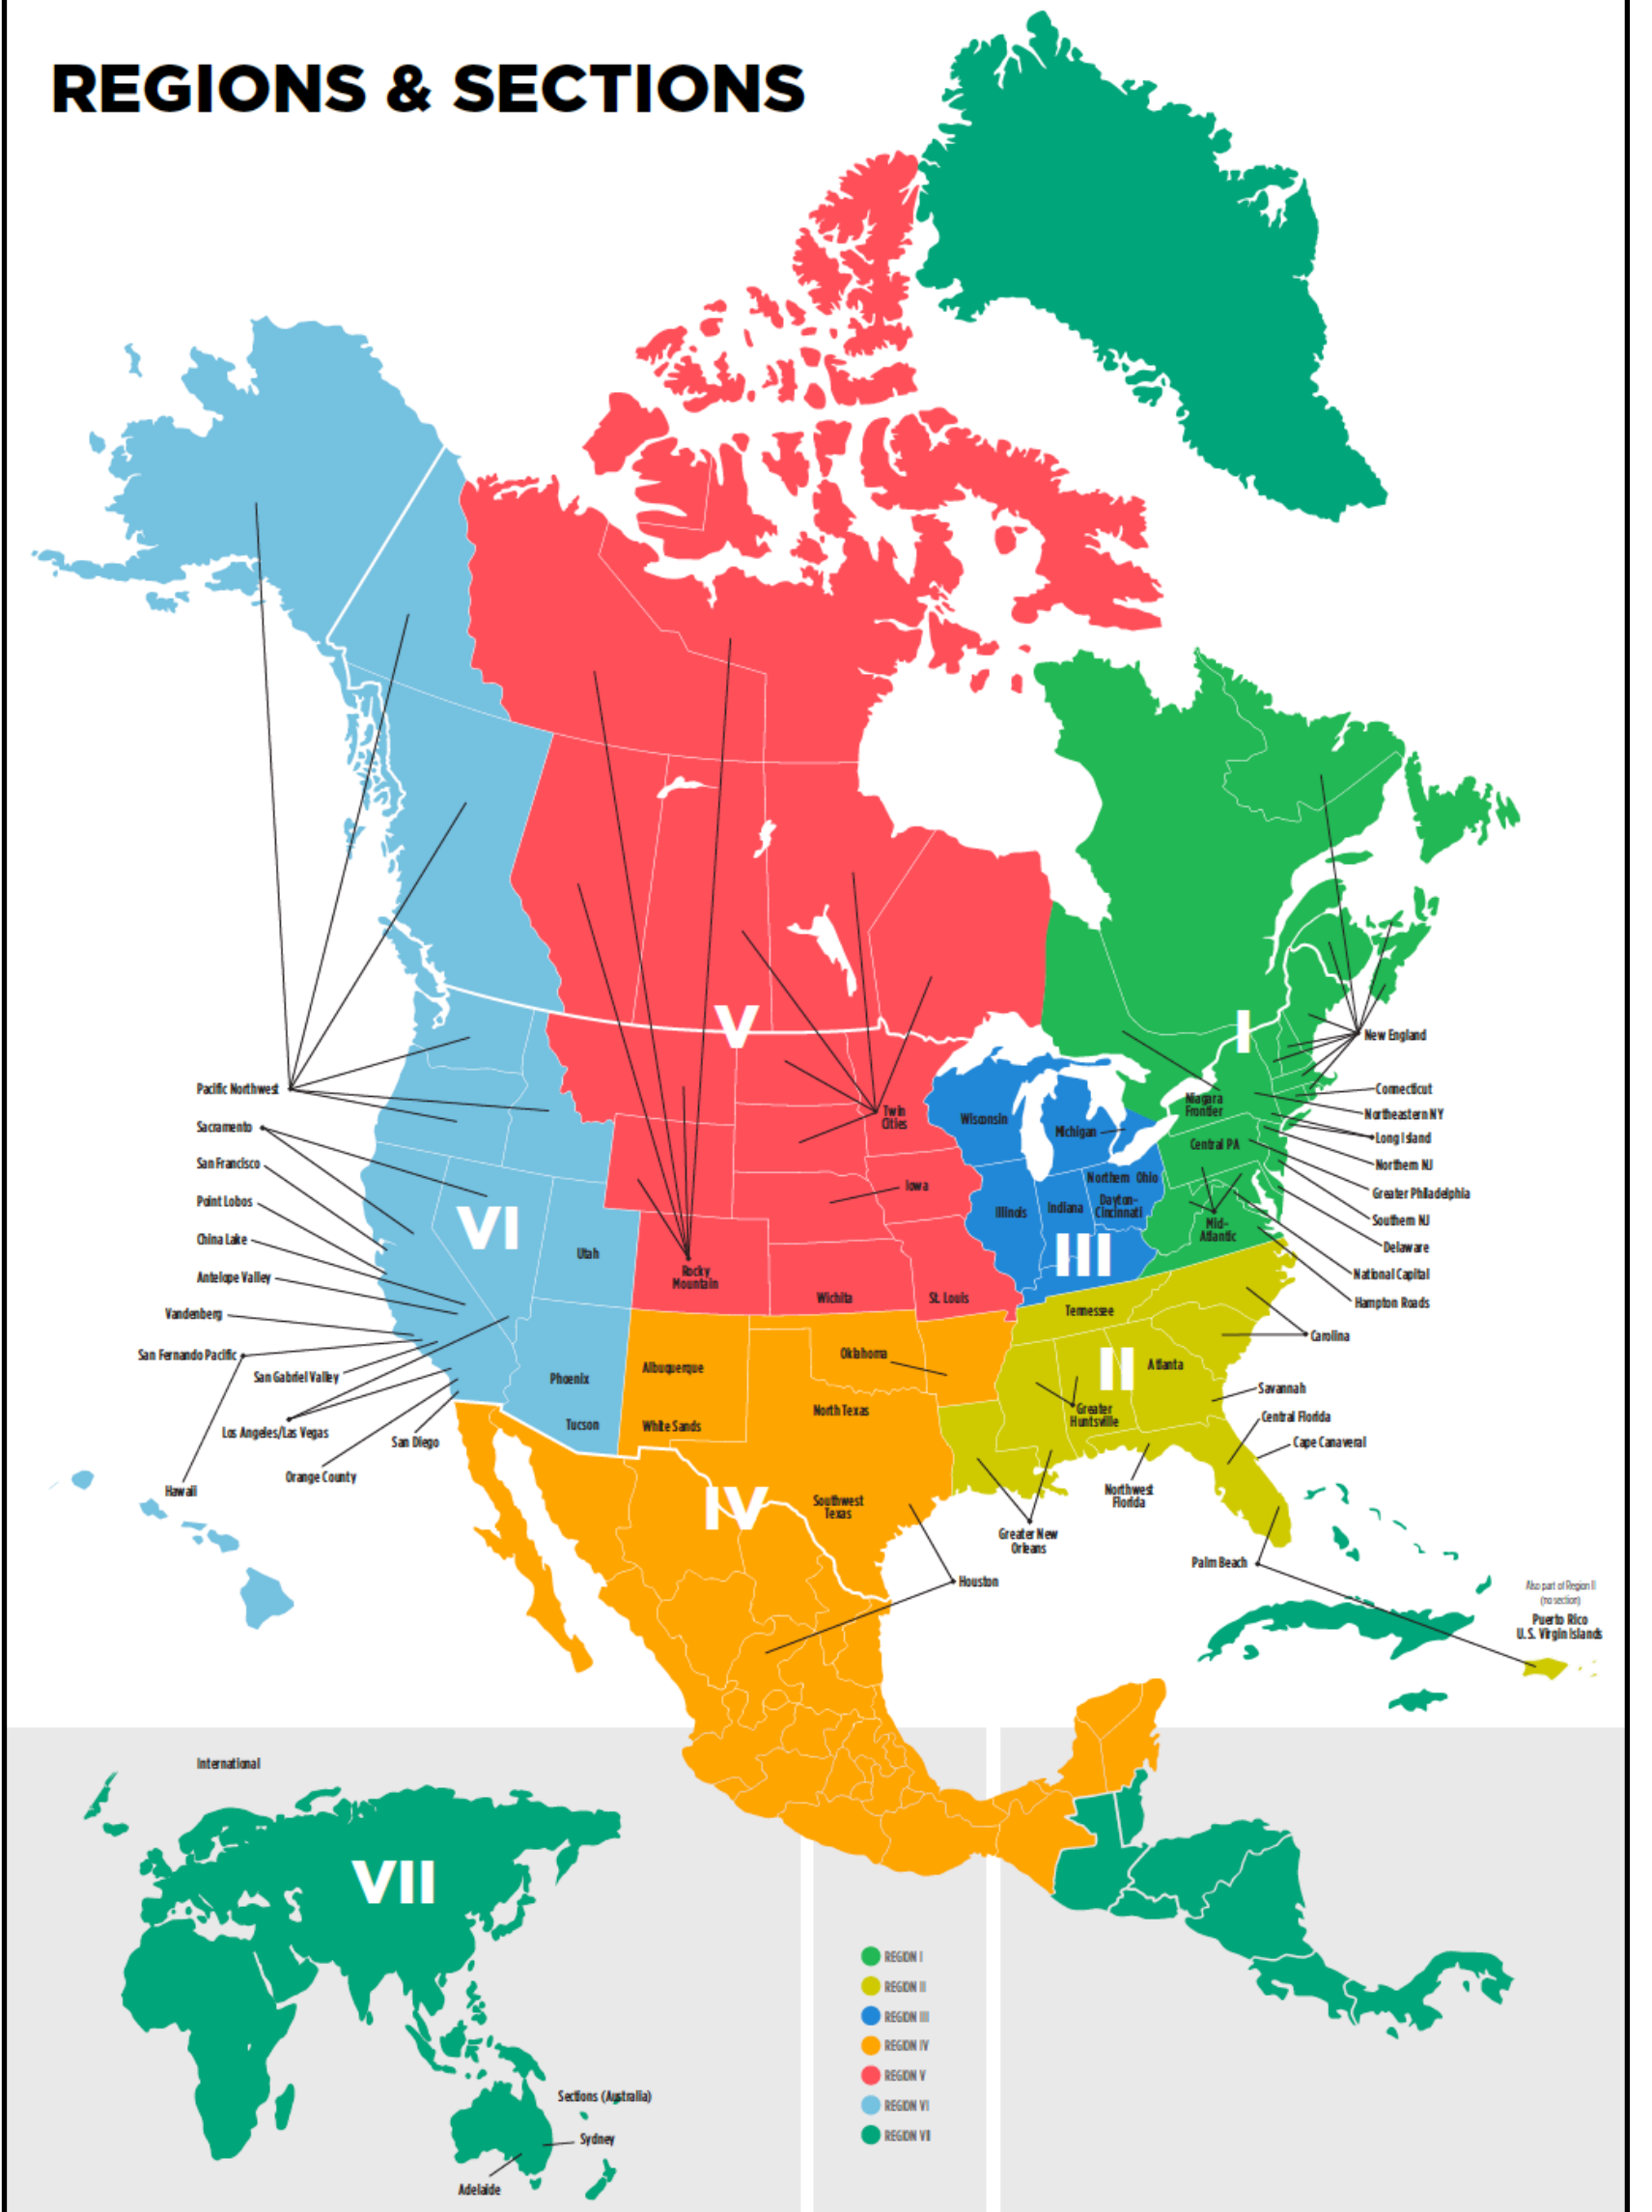 REGIONS & SECTIONS
V
I
New England
Connecticut
Northeastern NY
Long Island
Northern NJ
Greater Philadelphia
Southern NJ
Delaware
National Capital
Hampton Roads
Niagara
Frontier
Central PA
Mid-
Atlantic
Pacific Northwest
Sacramento
San Francisco
Point Lobos
China Lake
Antelope Valley
Vandenberg
San Fernando Pacific
San Gabriel Valley
Los Angeles/Las Vegas
Orange County
San Diego
Hawaii
VI
Utah
Phoenix
Tucson
Twin
Cities
Iowa
Rocky
Mountain
Wichita
St. Louis
Wisconsin
Michigan
Northern Ohio
Illinois
Indiana
Dayton-
Cincinnati
III
Tennessee
II
Atlanta
Carolina
Savannah
Central Florida
Cape Canaveral
Greater
Huntsville
Northwest
Florida
Greater New
Orleans
Palm Beach
Albuquerque
White Sands
Oklahoma
North Texas
IV
Southwest
Texas
Houston
Also part of Region II
(no section)
Puerto Rico
U.S. Virgin Islands
International
VII
Sections (Australia)
Sydney
Adelaide
REGION I
REGION II
REGION III
REGION IV
REGION V
REGION VI
REGION VII